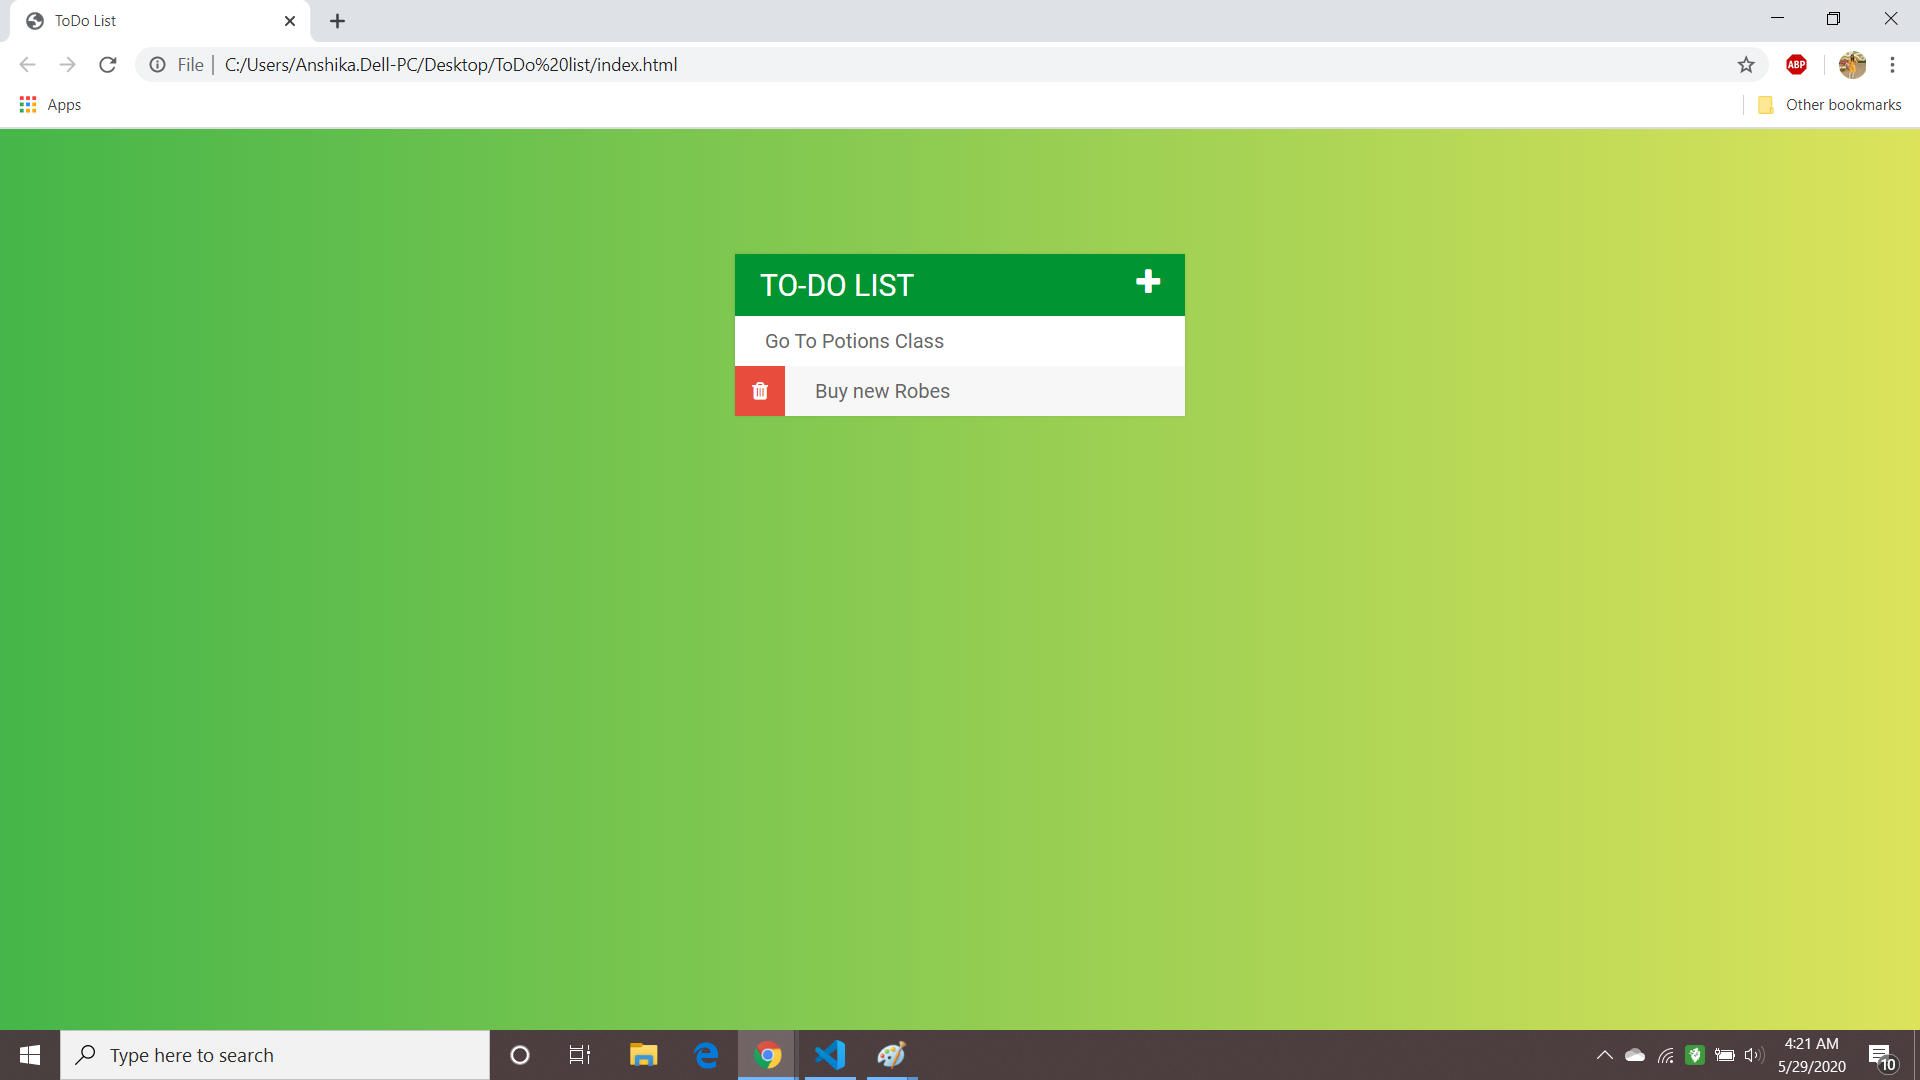 ToDo List
File | C:/Users/Anshika.Dell-PC/Desktop/ToDo%20list/index.html
ABP
Apps
Other bookmarks
TO-DO LIST
Go To Potions Class
Buy new Robes
Type here to search
4:21 AM
5/29/2020
10